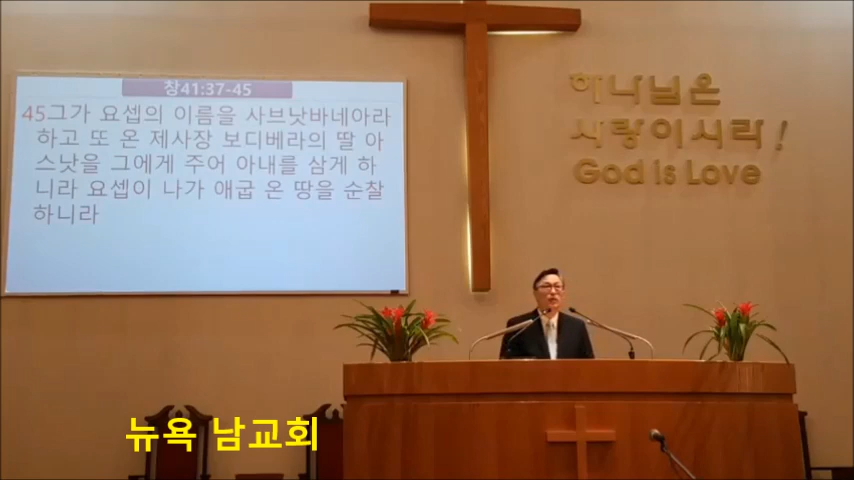 창41:37-45
45그가 요셉의 이름을 사브낫바네아라
하고 또 온 제사장 보디베라의 딸 아
스낫을 그에게 주어 아내를 삼게 하
니라 요셉이 나가 애굽 온 땅을 순찰
하니라
하나님은
사랑이시라!
God is Love
뉴욕 남교회